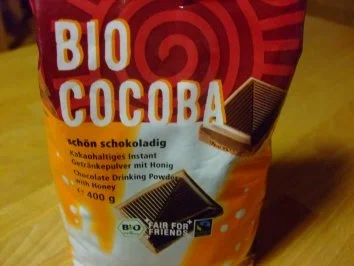 BIO
COCOBA
schön schokoladig
Kakaohaltiges Instant
Getränkepulver mit Honig
Chocolate Drinking Powder
with Honey
400 g
BIO
FAIR FOR
FRIENDS